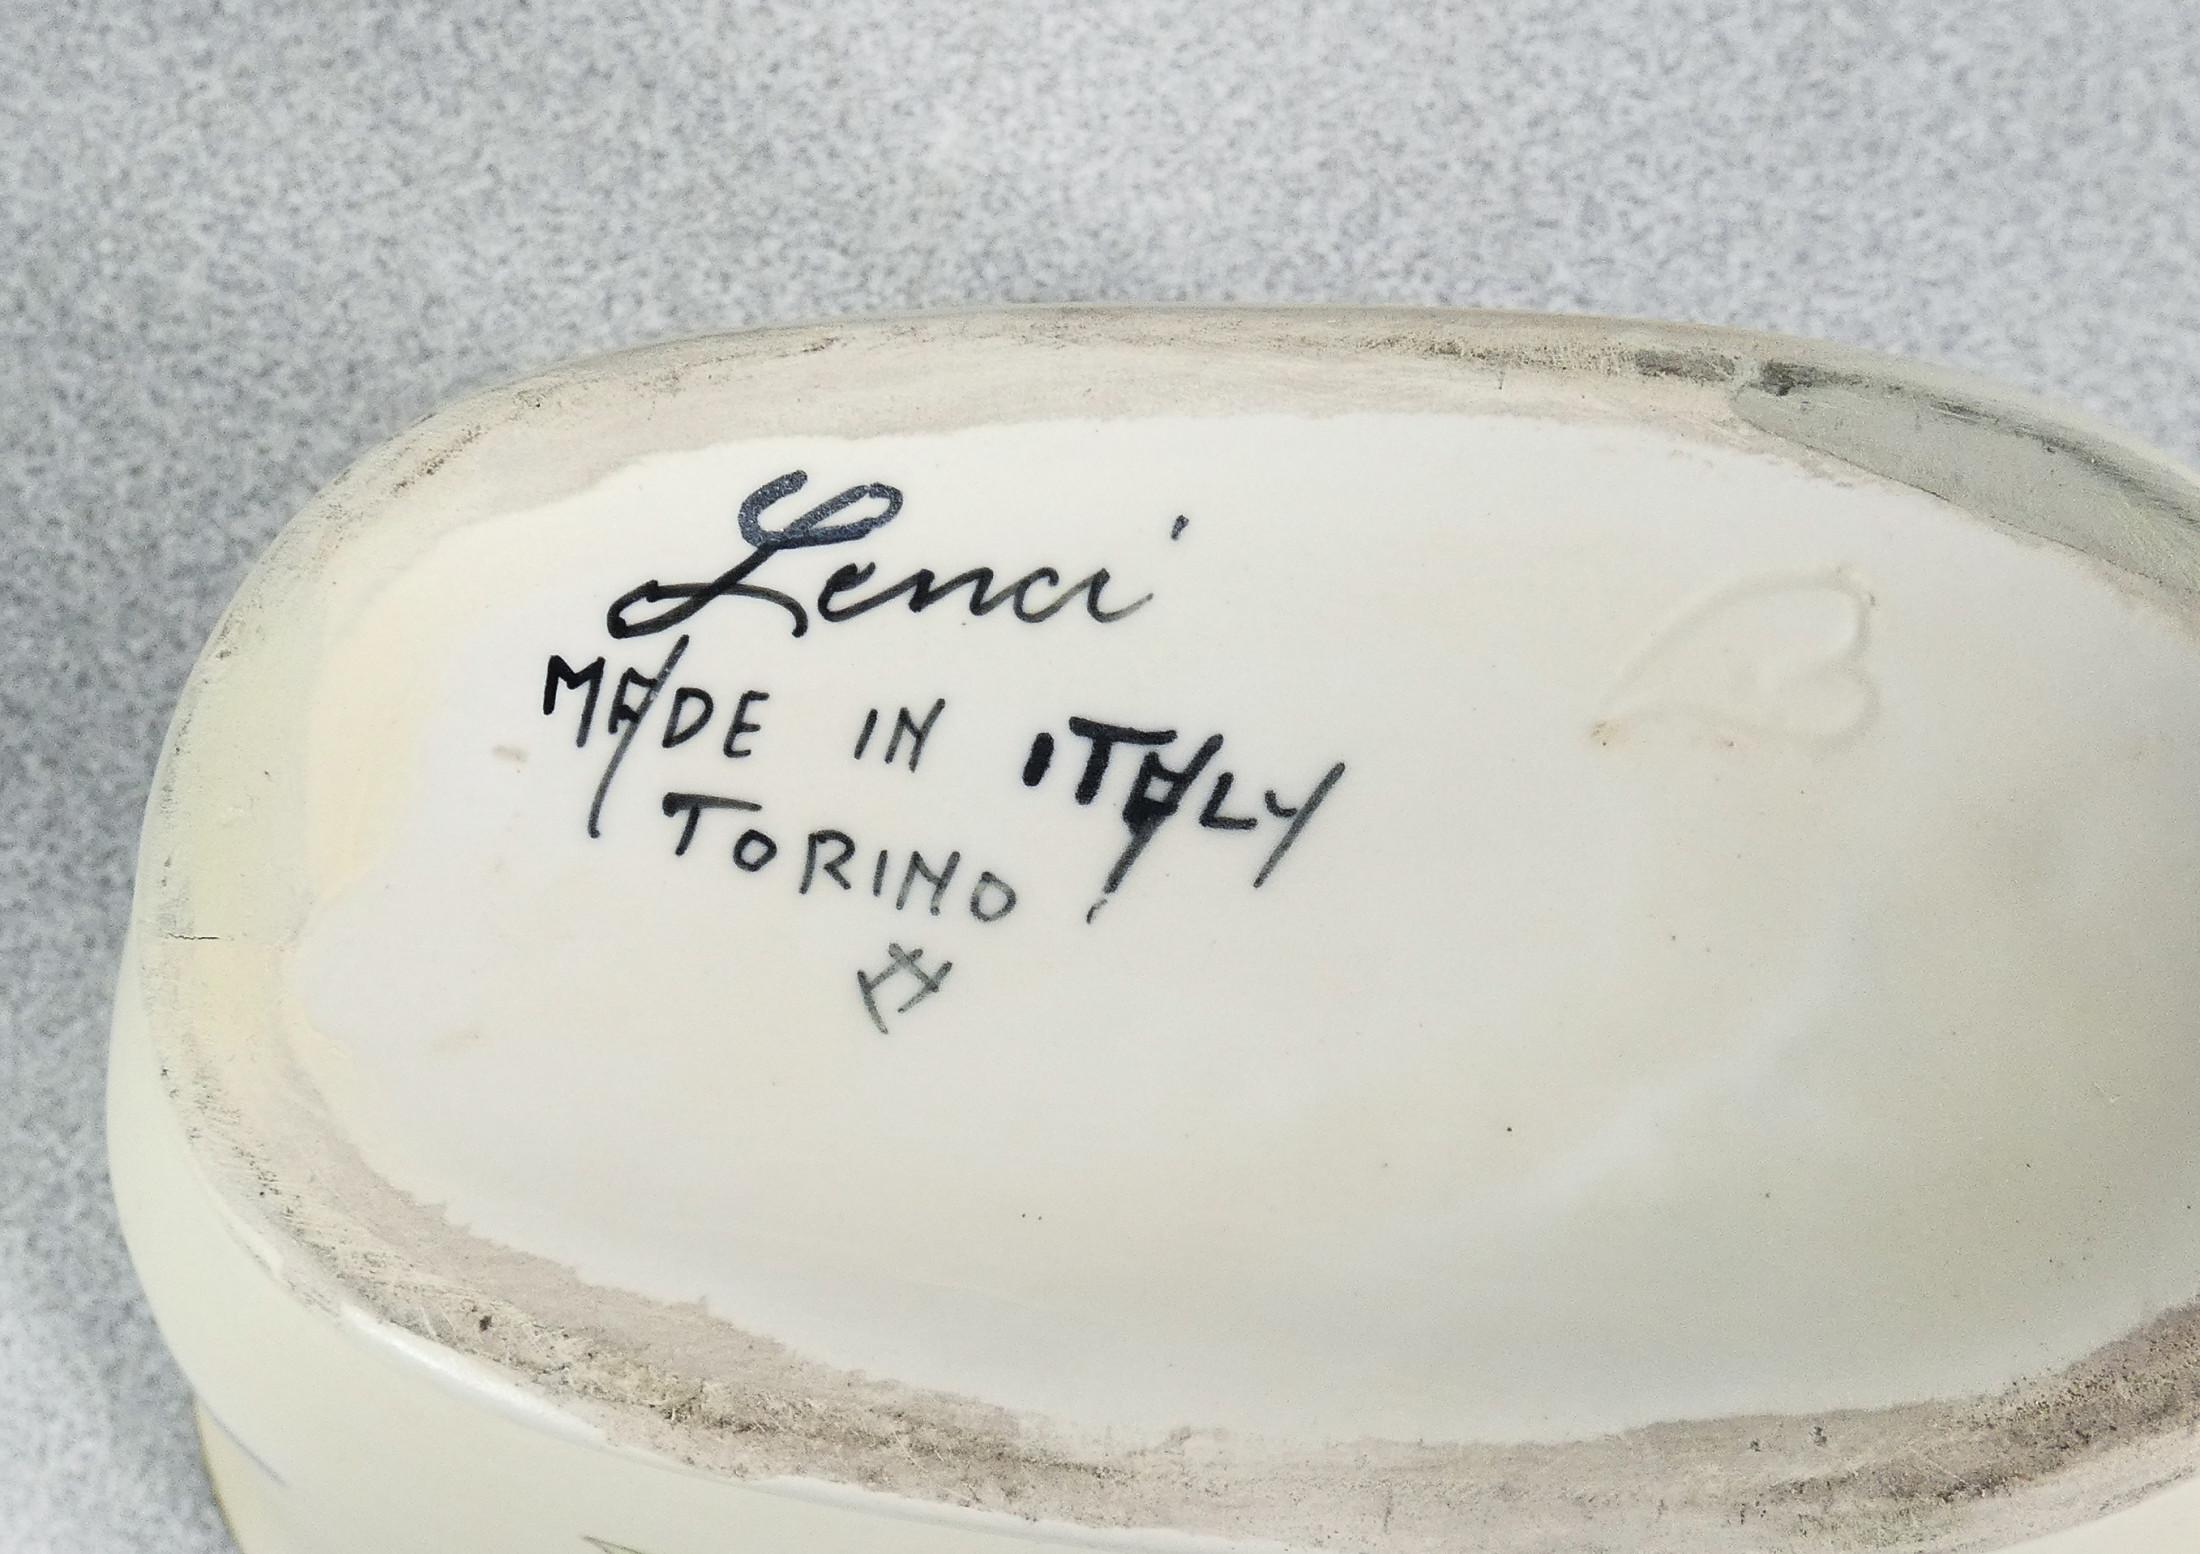 Lenci
MADE IN ITALY
TORINO